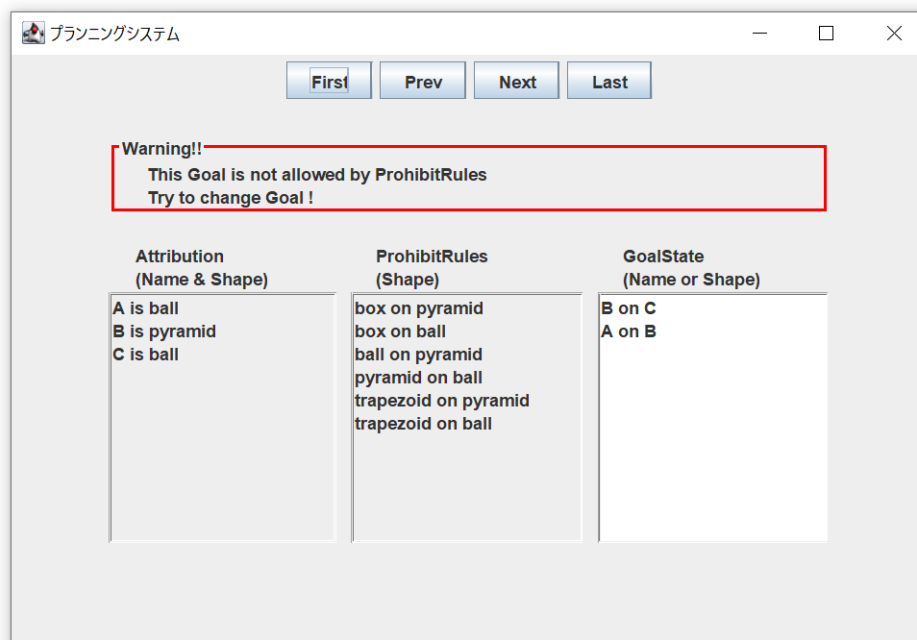 プランニングシステム
First Prev Next Last
Warning!!
This Goal is not allowed by ProhibitRules
Try to change Goal !
Attribution
(Name & Shape)
A is ball
B is pyramid
C is ball
ProhibitRules
(Shape)
box on pyramid
box on ball
ball on pyramid
pyramid on ball
trapezoid on pyramid
trapezoid on ball
GoalState
(Name or Shape)
B on C
A on B